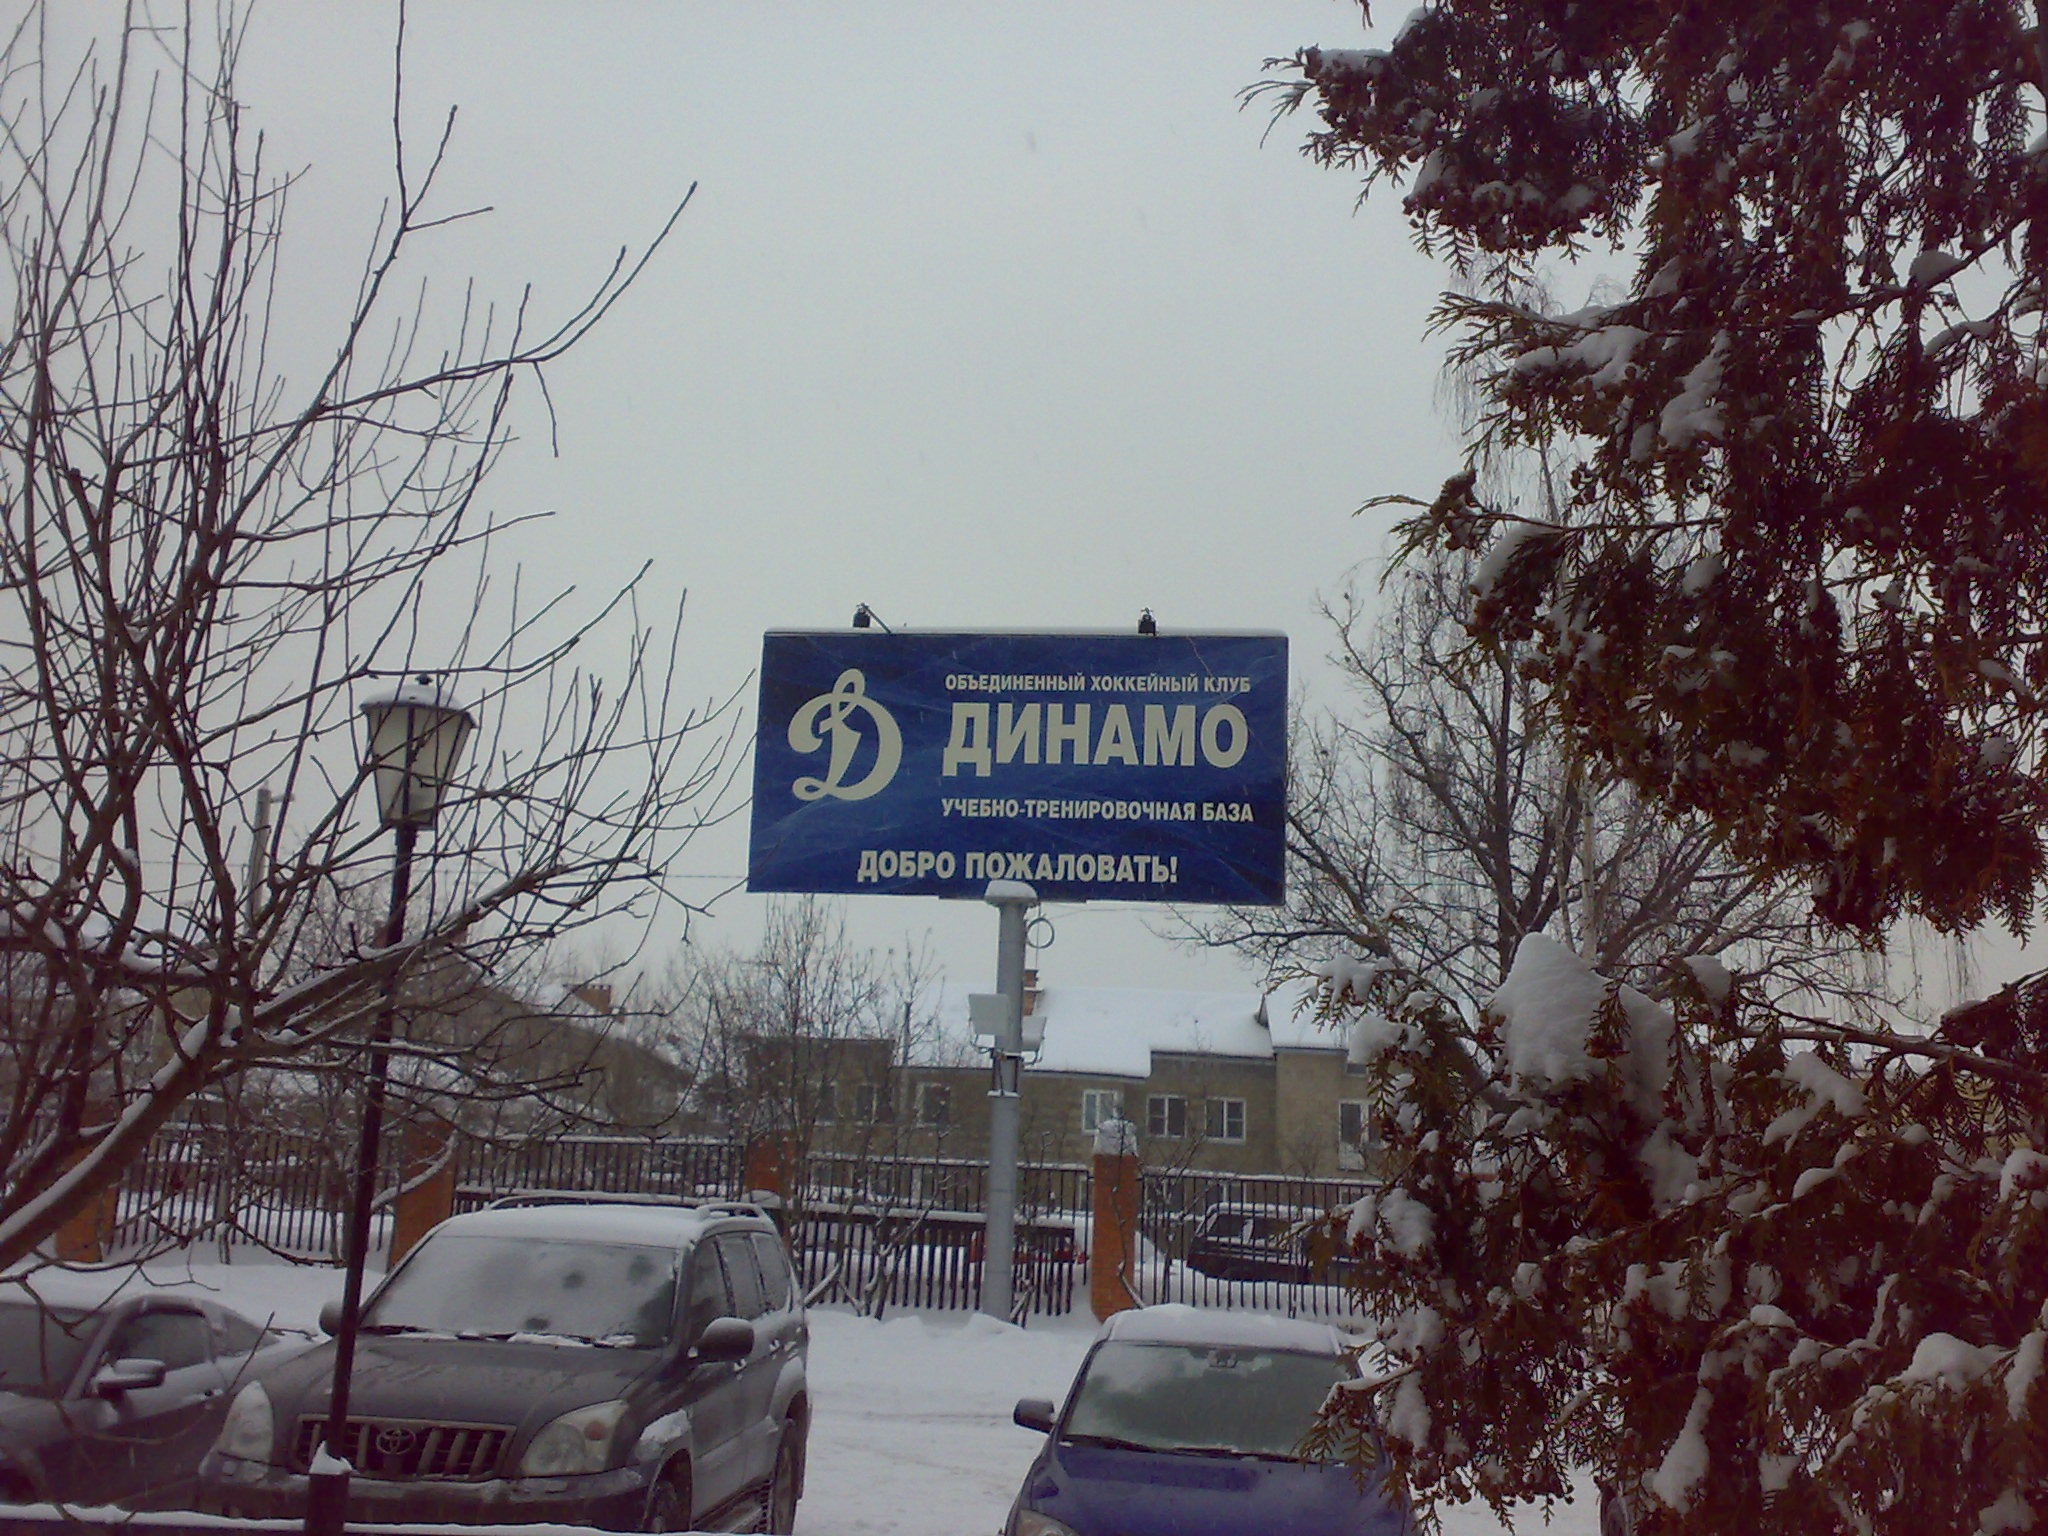 ОБЪЕДИНЕННЫЙ ХОККЕЙНЫЙ КЛУБ
Д ДИНАМО
УЧЕБНО-ТРЕНИРОВОЧНАЯ БАЗА
ДОБРО ПОЖАЛОВАТЬ!